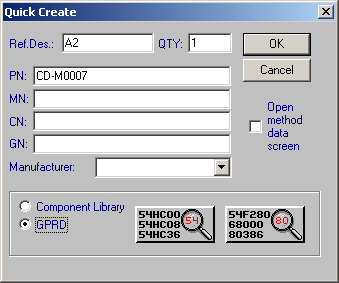 Quick Create
Ref.Des.: A2 QTY: 1 OK
Cancel
PN: CD-M0007
MN:
CN:
GN:
Open
method
data
screen
Manufacturer:
Component Library
GPRD
54HC00
54HC08
54HC36
54
54F280
68000
80386
80